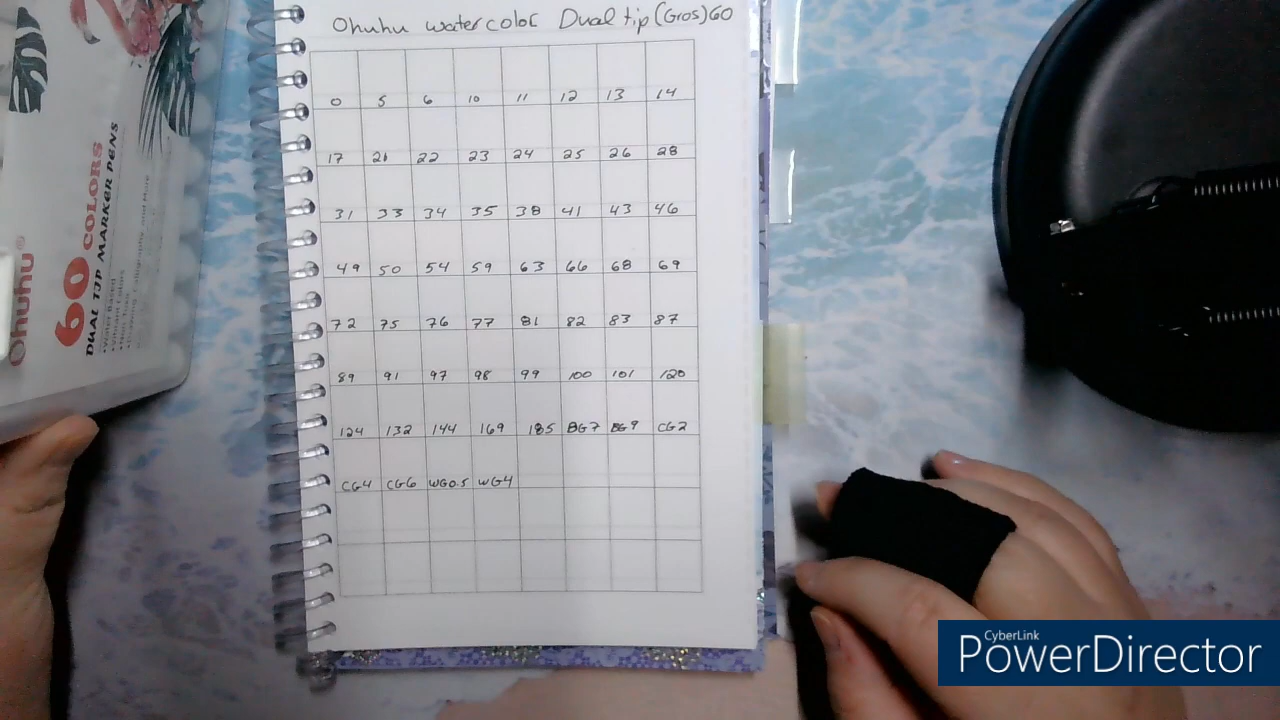 Ohuhu water color Dual tip (Gros) 60
0 5 6 10 11 12 13 14
17 21 22 23 24 25 26 28
31 33 34 35 38 41 43 46
49 50 54 59 63 66 68 69
72 75 76 77 81 82 83 87
89 91 97 98 99 100 101 120
124 132 144 169 185 BG7 BG9 CG2
CG4 CG6 WG0.5 WG4
Ohuhu®
60 COLORS
DUAL TIP MARKER PENS
CyberLink
PowerDirector